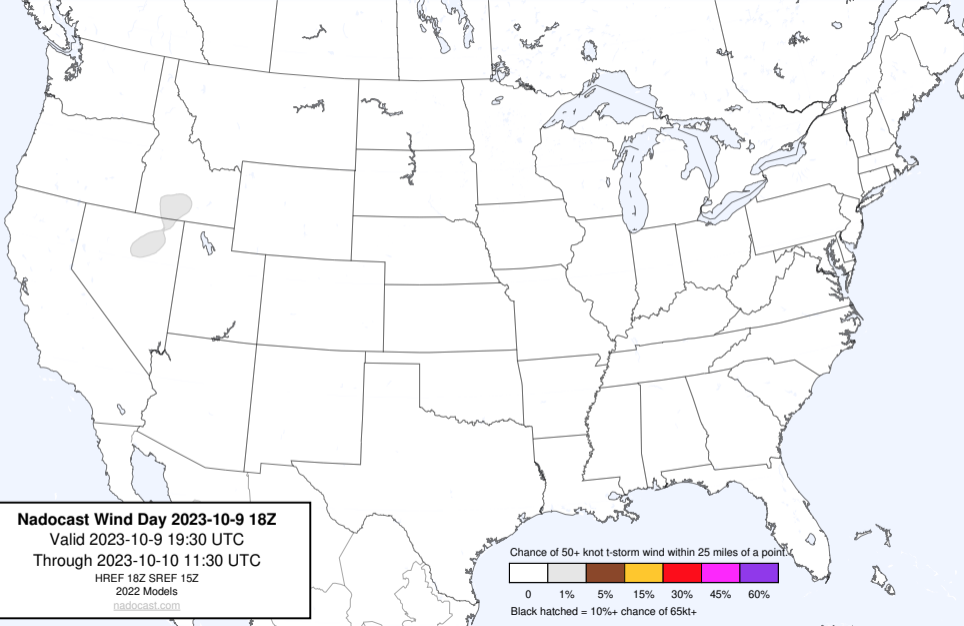 Nadocast Wind Day 2023-10-9 18Z
Valid 2023-10-9 19:30 UTC
Through 2023-10-10 11:30 UTC
HREF 18Z SREF 15Z
2022 Models
nadocast.com
Chance of 50+ knot t-storm wind within 25 miles of a point.
0 1% 5% 15% 30% 45% 60%
Black hatched = 10%+ chance of 65kt+